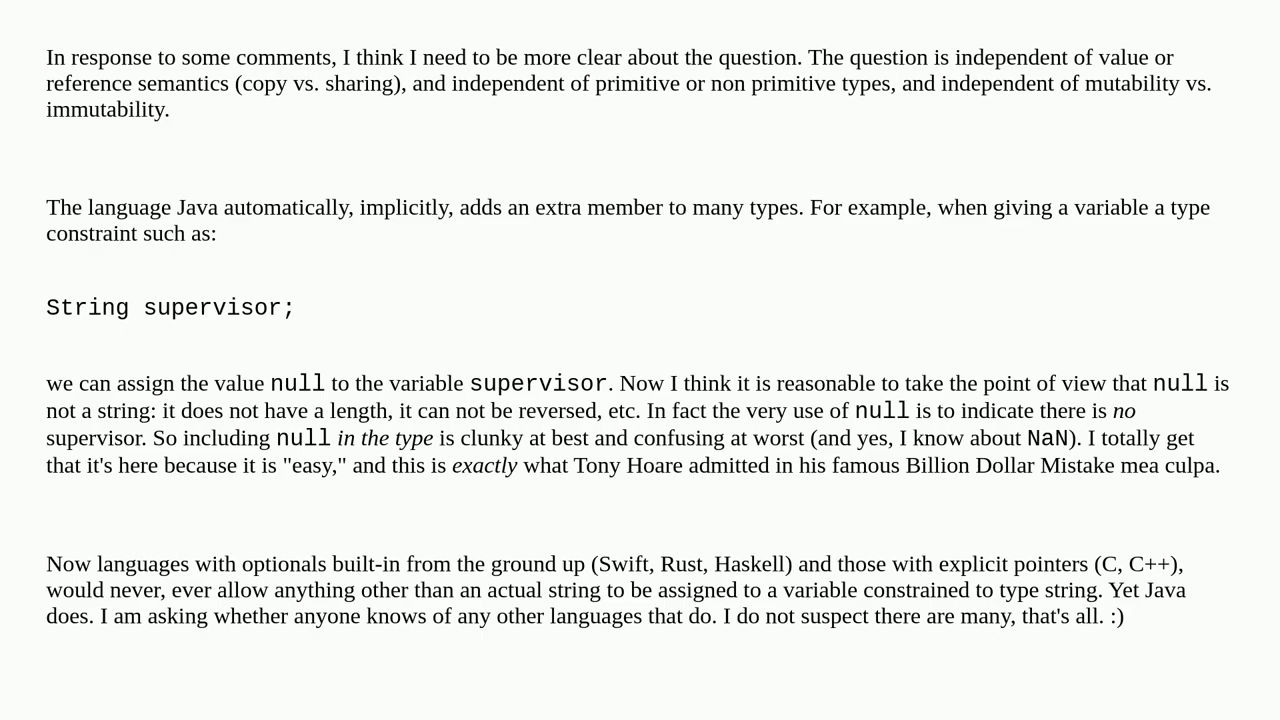 In response to some comments, I think I need to be more clear about the question. The question is independent of value or
reference semantics (copy vs. sharing), and independent of primitive or non primitive types, and independent of mutability vs.
immutability.
The language Java automatically, implicitly, adds an extra member to many types. For example, when giving a variable a type
constraint such as:
String supervisor;
we can assign the value null to the variable supervisor. Now I think it is reasonable to take the point of view that null is
not a string: it does not have a length, it can not be reversed, etc. In fact the very use of null is to indicate there is no
supervisor. So including null in the type is clunky at best and confusing at worst (and yes, I know about NaN). I totally get
that it's here because it is "easy," and this is exactly what Tony Hoare admitted in his famous Billion Dollar Mistake mea culpa.
Now languages with optionals built-in from the ground up (Swift, Rust, Haskell) and those with explicit pointers (C, C++),
would never, ever allow anything other than an actual string to be assigned to a variable constrained to type string. Yet Java
does. I am asking whether anyone knows of any other languages that do. I do not suspect there are many, that's all. :)